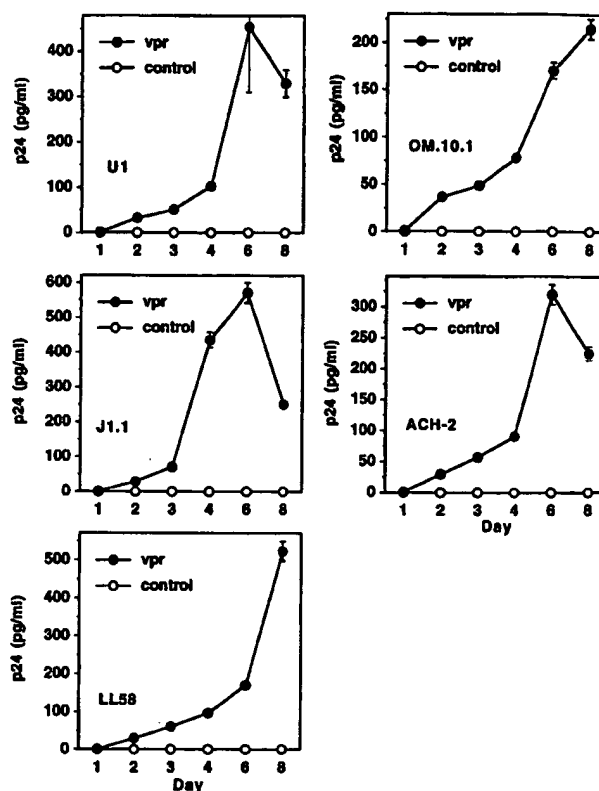 400
300
200
100
0
p24 (pg/ml)
vpr
control
U1
1 2 3 4 6 8
200
150
100
50
0
p24 (pg/ml)
vpr
control
OM.10.1
1 2 3 4 6 8
600
500
400
300
200
100
0
p24 (pg/ml)
vpr
control
J1.1
1 2 3 4 6 8
300
250
200
150
100
50
0
p24 (pg/ml)
vpr
control
ACH-2
1 2 3 4 6 8
Day
500
400
300
200
100
0
p24 (pg/ml)
vpr
control
LL58
1 2 3 4 6 8
Day